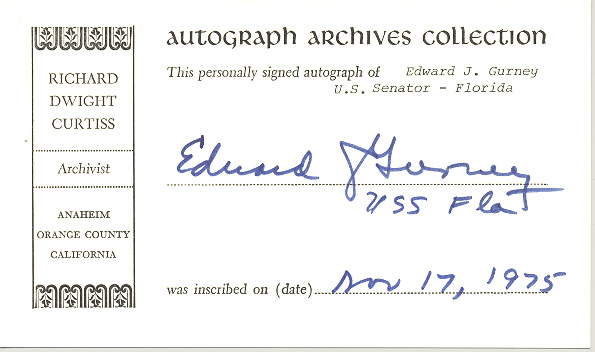 RICHARD
DWIGHT
CURTISS
Archivist
ANAHEIM
ORANGE COUNTY
CALIFORNIA
AUTOGRAPH ARCHIVES COLLECTION
This personally signed autograph of Edward J. Gurney
U.S. Senator - Florida
Edward J Gurney
USS Fla
was inscribed on (date) Nov 17, 1975